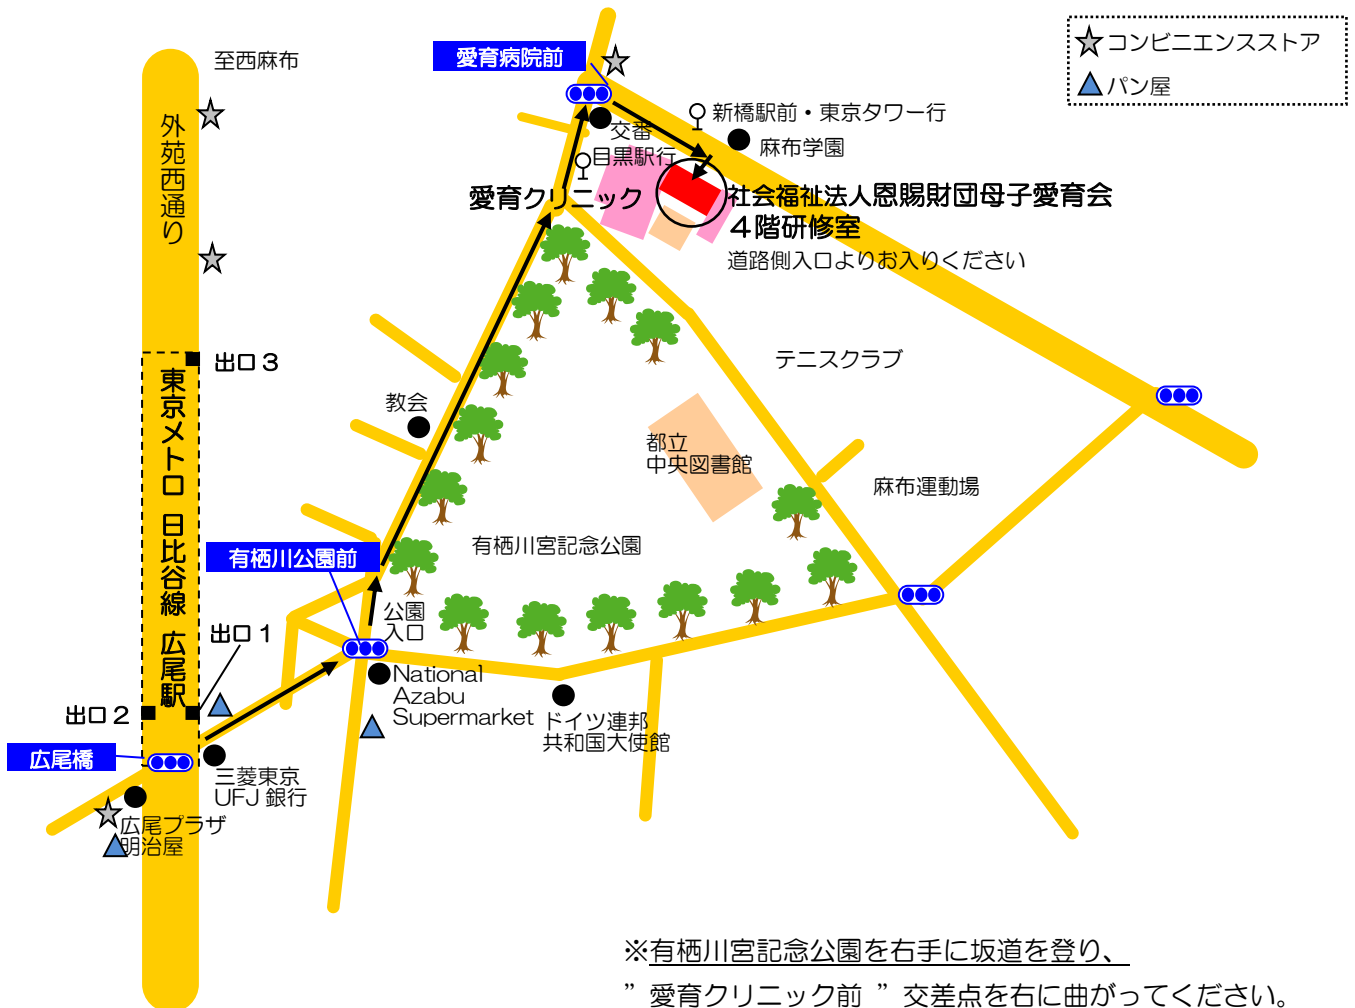 至西麻布
愛育病院前
コンビニエンスストア
パン屋
外苑西通り
新橋駅前・東京タワー行
交番
麻布学園
目黒駅行
愛育クリニック
社会福祉法人恩賜財団母子愛育会
４階研修室
道路側入口よりお入りください
出口３
テニスクラブ
東京メトロ 日比谷線 広尾駅
教会
都立
中央図書館
麻布運動場
有栖川公園前
有栖川宮記念公園
公園
入口
出口１
National
Azabu
Supermarket
出口２
ドイツ連邦
共和国大使館
広尾橋
三菱東京
UFJ 銀行
広尾プラザ
明治屋
※有栖川宮記念公園を右手に坂道を登り、
”愛育クリニック前 ”交差点を右に曲がってください。